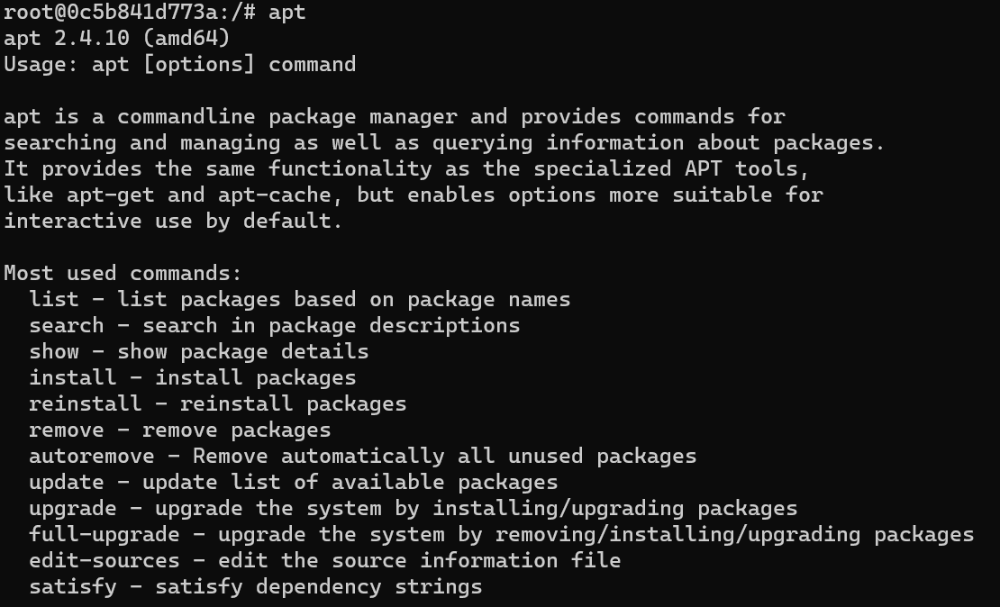 root@0c5b841d773a:/# apt
apt 2.4.10 (amd64)
Usage: apt [options] command

apt is a commandline package manager and provides commands for
searching and managing as well as querying information about packages.
It provides the same functionality as the specialized APT tools,
like apt-get and apt-cache, but enables options more suitable for
interactive use by default.

Most used commands:
  list - list packages based on package names
  search - search in package descriptions
  show - show package details
  install - install packages
  reinstall - reinstall packages
  remove - remove packages
  autoremove - Remove automatically all unused packages
  update - update list of available packages
  upgrade - upgrade the system by installing/upgrading packages
  full-upgrade - upgrade the system by removing/installing/upgrading packages
  edit-sources - edit the source information file
  satisfy - satisfy dependency strings